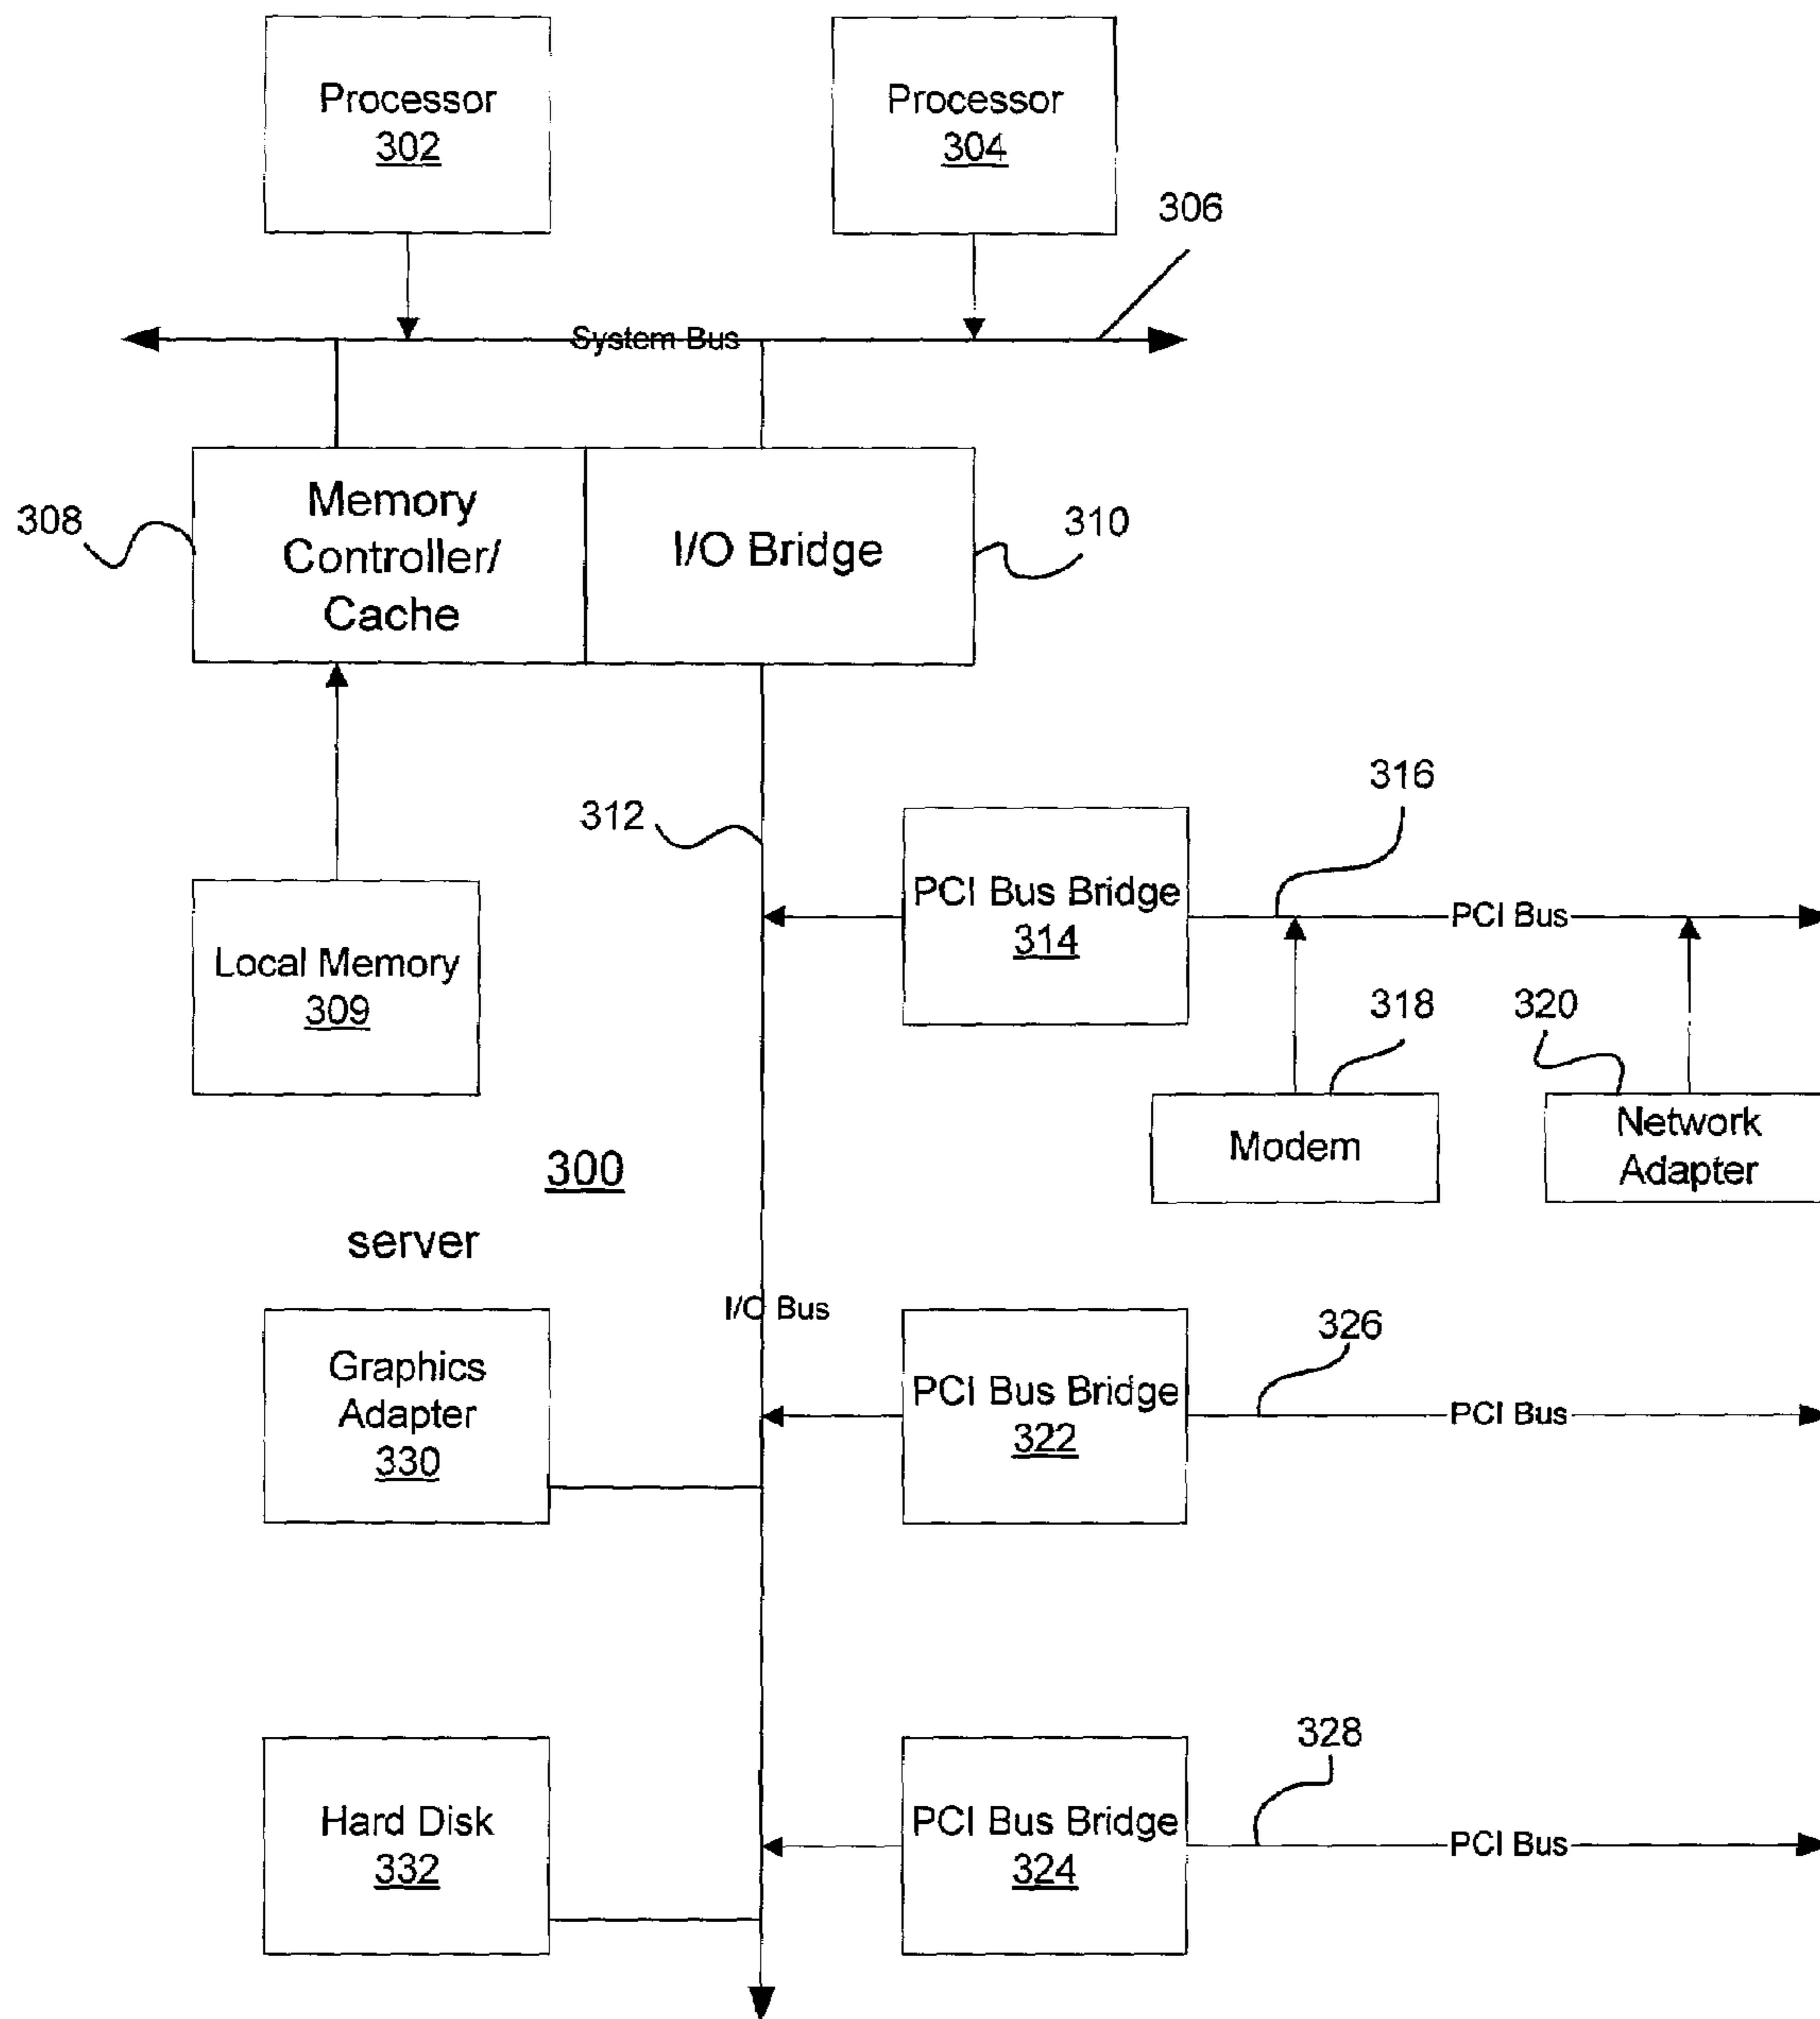 Processor
302
Processor
304
306
System Bus
308
Memory
Controller/
Cache
I/O Bridge
310
312
316
PCI Bus Bridge
314
PCI Bus
Local Memory
309
318
320
Modem
Network
Adapter
300
server
I/O Bus
Graphics
Adapter
330
PCI Bus Bridge
322
326
PCI Bus
Hard Disk
332
PCI Bus Bridge
324
328
PCI Bus